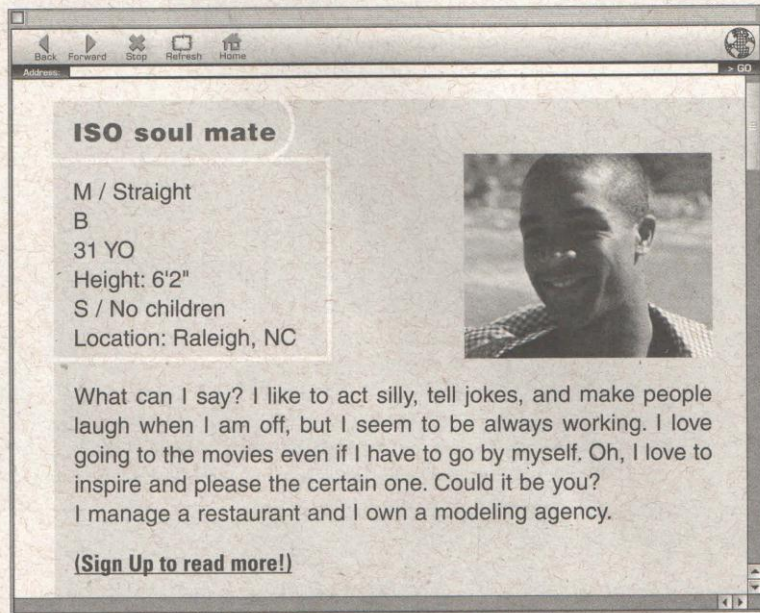 Back Forward Stop Refresh Home
Address: > GO
ISO soul mate
M / Straight
B
31 YO
Height: 6'2"
S / No children
Location: Raleigh, NC
What can I say? I like to act silly, tell jokes, and make people
laugh when I am off, but I seem to be always working. I love
going to the movies even if I have to go by myself. Oh, I love to
inspire and please the certain one. Could it be you?
I manage a restaurant and I own a modeling agency.
(Sign Up to read more!)